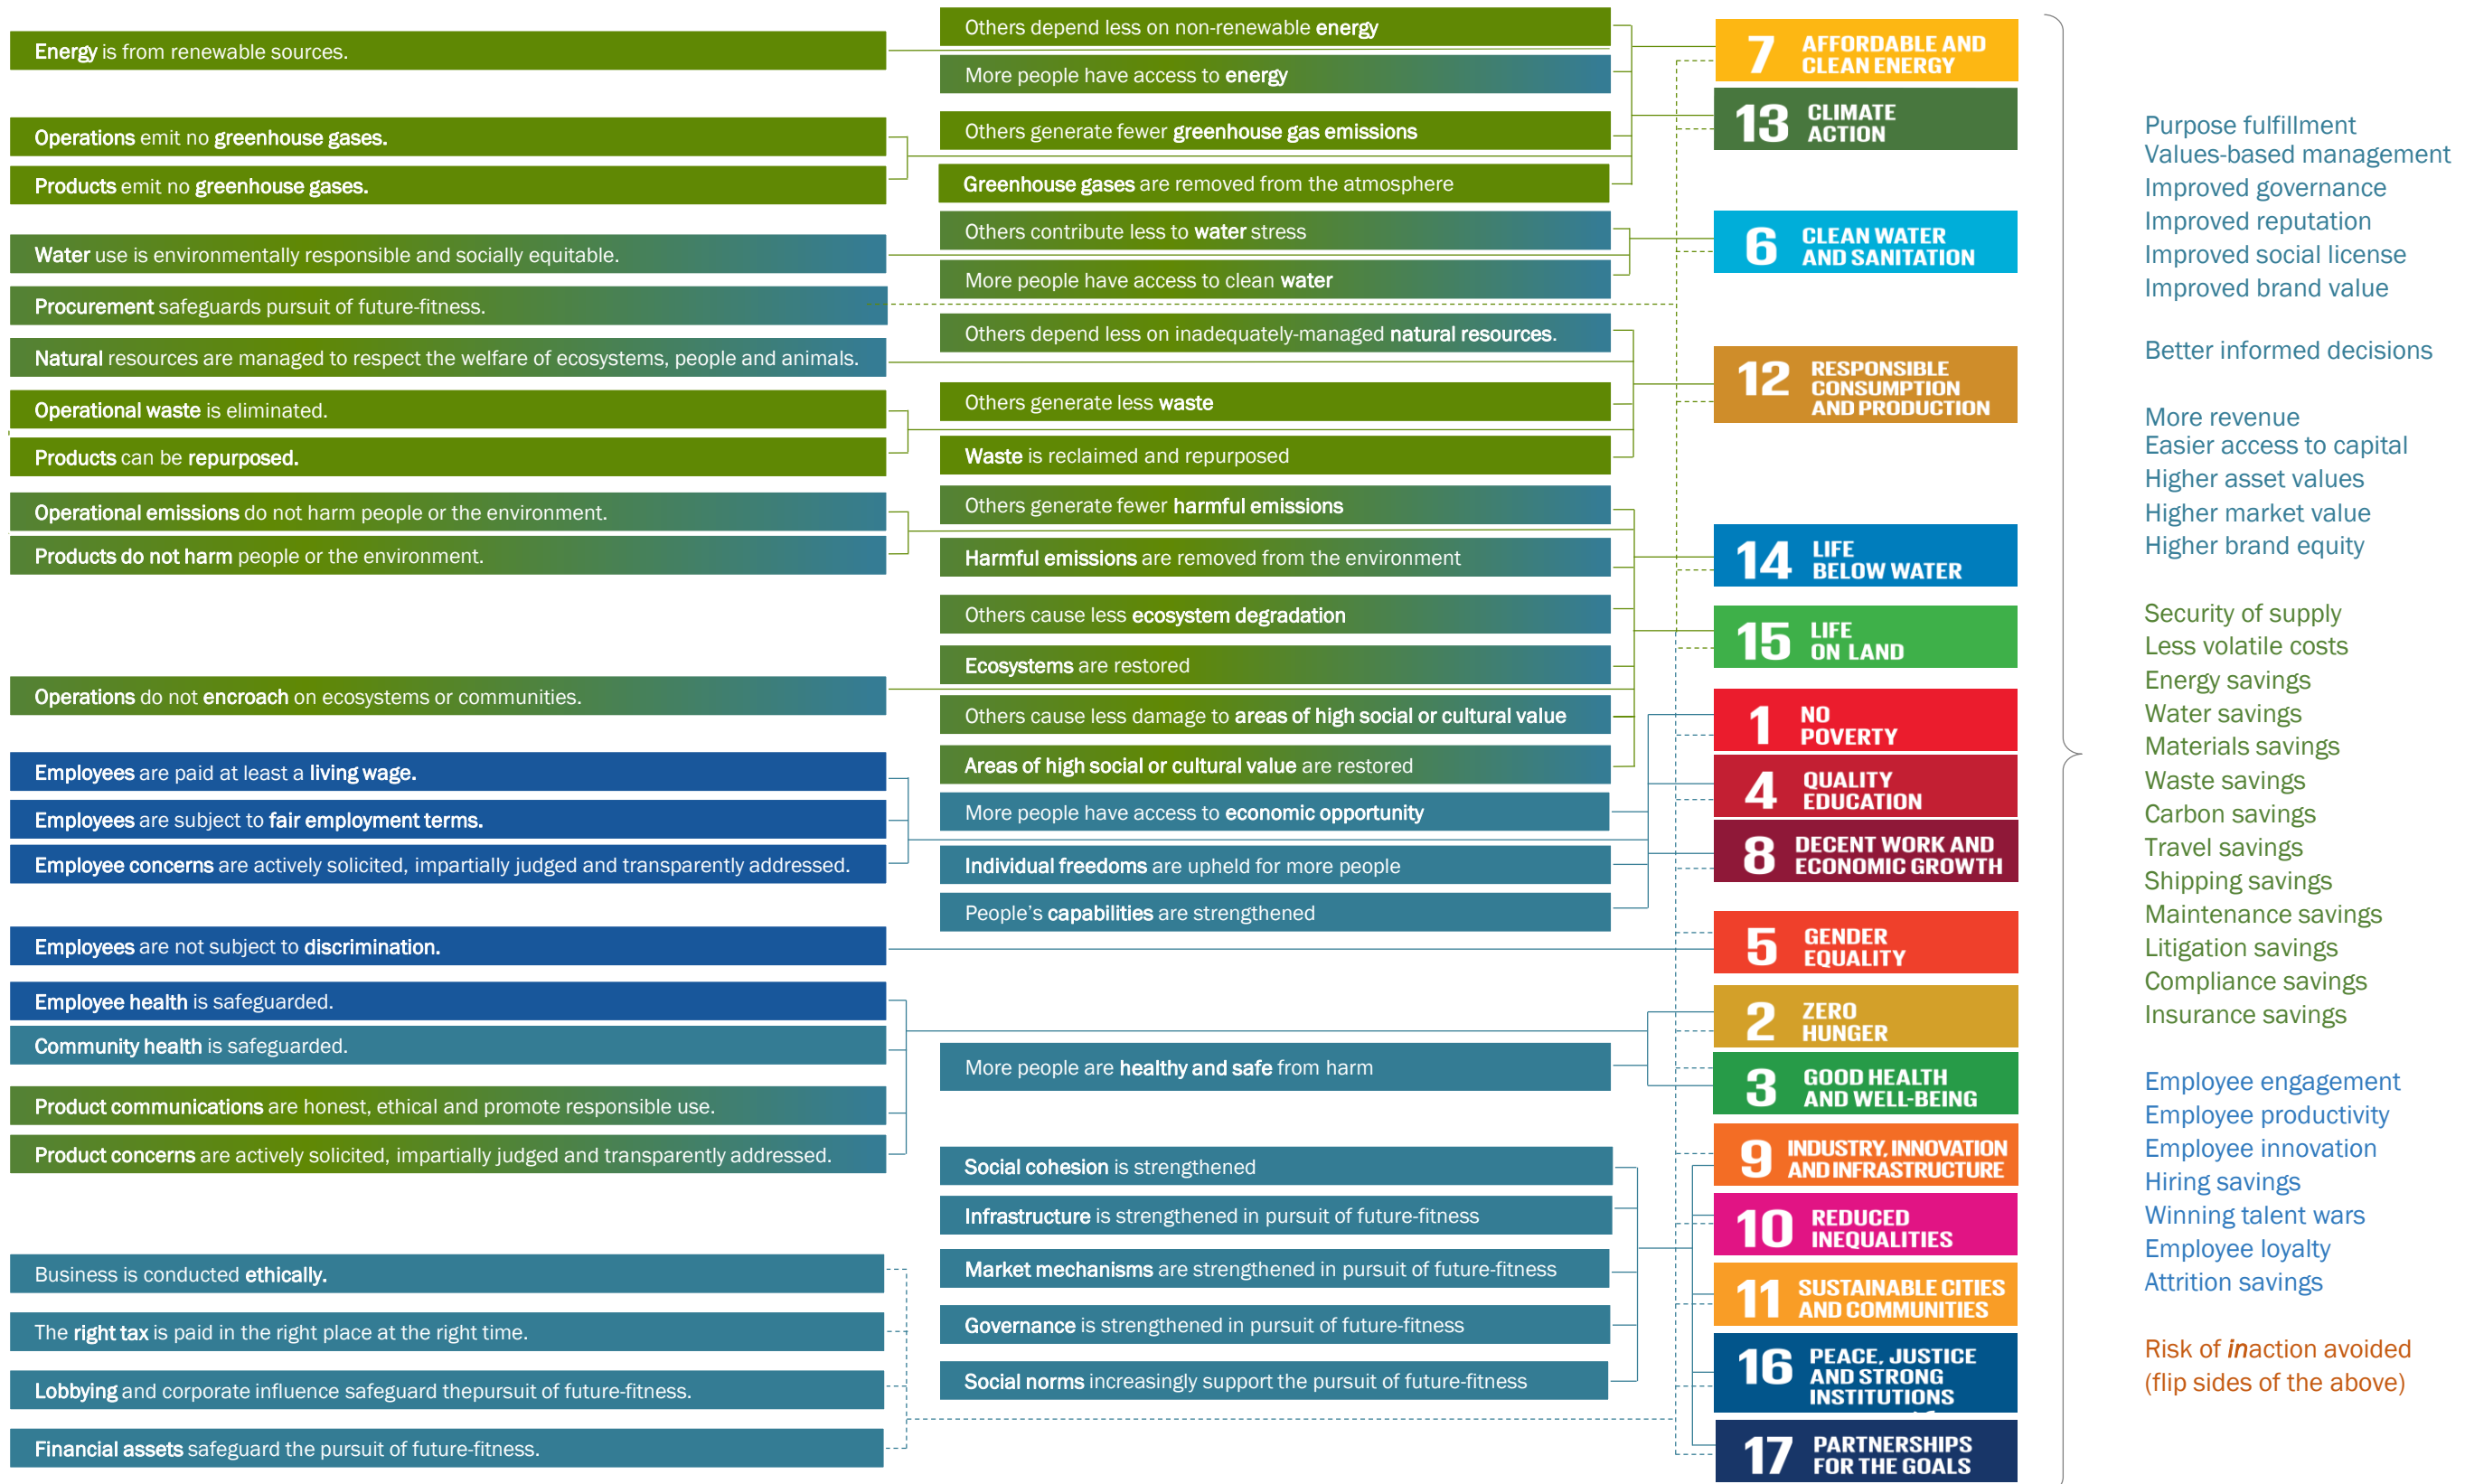 Energy is from renewable sources.
Operations emit no greenhouse gases.
Products emit no greenhouse gases.
Water use is environmentally responsible and socially equitable.
Procurement safeguards pursuit of future-fitness.
Natural resources are managed to respect the welfare of ecosystems, people and animals.
Operational waste is eliminated.
Products can be repurposed.
Operational emissions do not harm people or the environment.
Products do not harm people or the environment.
Operations do not encroach on ecosystems or communities.
Employees are paid at least a living wage.
Employees are subject to fair employment terms.
Employee concerns are actively solicited, impartially judged and transparently addressed.
Employees are not subject to discrimination.
Employee health is safeguarded.
Community health is safeguarded.
Product communications are honest, ethical and promote responsible use.
Product concerns are actively solicited, impartially judged and transparently addressed.
Business is conducted ethically.
The right tax is paid in the right place at the right time.
Lobbying and corporate influence safeguard thepursuit of future-fitness.
Financial assets safeguard the pursuit of future-fitness.
Others depend less on non-renewable energy
More people have access to energy
Others generate fewer greenhouse gas emissions
Greenhouse gases are removed from the atmosphere
Others contribute less to water stress
More people have access to clean water
Others depend less on inadequately-managed natural resources.
Others generate less waste
Waste is reclaimed and repurposed
Others generate fewer harmful emissions
Harmful emissions are removed from the environment
Others cause less ecosystem degradation
Ecosystems are restored
Others cause less damage to areas of high social or cultural value
Areas of high social or cultural value are restored
More people have access to economic opportunity
Individual freedoms are upheld for more people
People's capabilities are strengthened
More people are healthy and safe from harm
Social cohesion is strengthened
Infrastructure is strengthened in pursuit of future-fitness
Market mechanisms are strengthened in pursuit of future-fitness
Governance is strengthened in pursuit of future-fitness
Social norms increasingly support the pursuit of future-fitness
7 AFFORDABLE AND
CLEAN ENERGY
13 CLIMATE
ACTION
6 CLEAN WATER
AND SANITATION
12 RESPONSIBLE
CONSUMPTION
AND PRODUCTION
14 LIFE
BELOW WATER
15 LIFE
ON LAND
1 NO
POVERTY
4 QUALITY
EDUCATION
8 DECENT WORK AND
ECONOMIC GROWTH
5 GENDER
EQUALITY
2 ZERO
HUNGER
3 GOOD HEALTH
AND WELL-BEING
9 INDUSTRY, INNOVATION
AND INFRASTRUCTURE
10 REDUCED
INEQUALITIES
11 SUSTAINABLE CITIES
AND COMMUNITIES
16 PEACE, JUSTICE
AND STRONG
INSTITUTIONS
17 PARTNERSHIPS
FOR THE GOALS
Purpose fulfillment
Values-based management
Improved governance
Improved reputation
Improved social license
Improved brand value
Better informed decisions
More revenue
Easier access to capital
Higher asset values
Higher market value
Higher brand equity
Security of supply
Less volatile costs
Energy savings
Water savings
Materials savings
Waste savings
Carbon savings
Travel savings
Shipping savings
Maintenance savings
Litigation savings
Compliance savings
Insurance savings
Employee engagement
Employee productivity
Employee innovation
Hiring savings
Winning talent wars
Employee loyalty
Attrition savings
Risk of inaction avoided
(flip sides of the above)